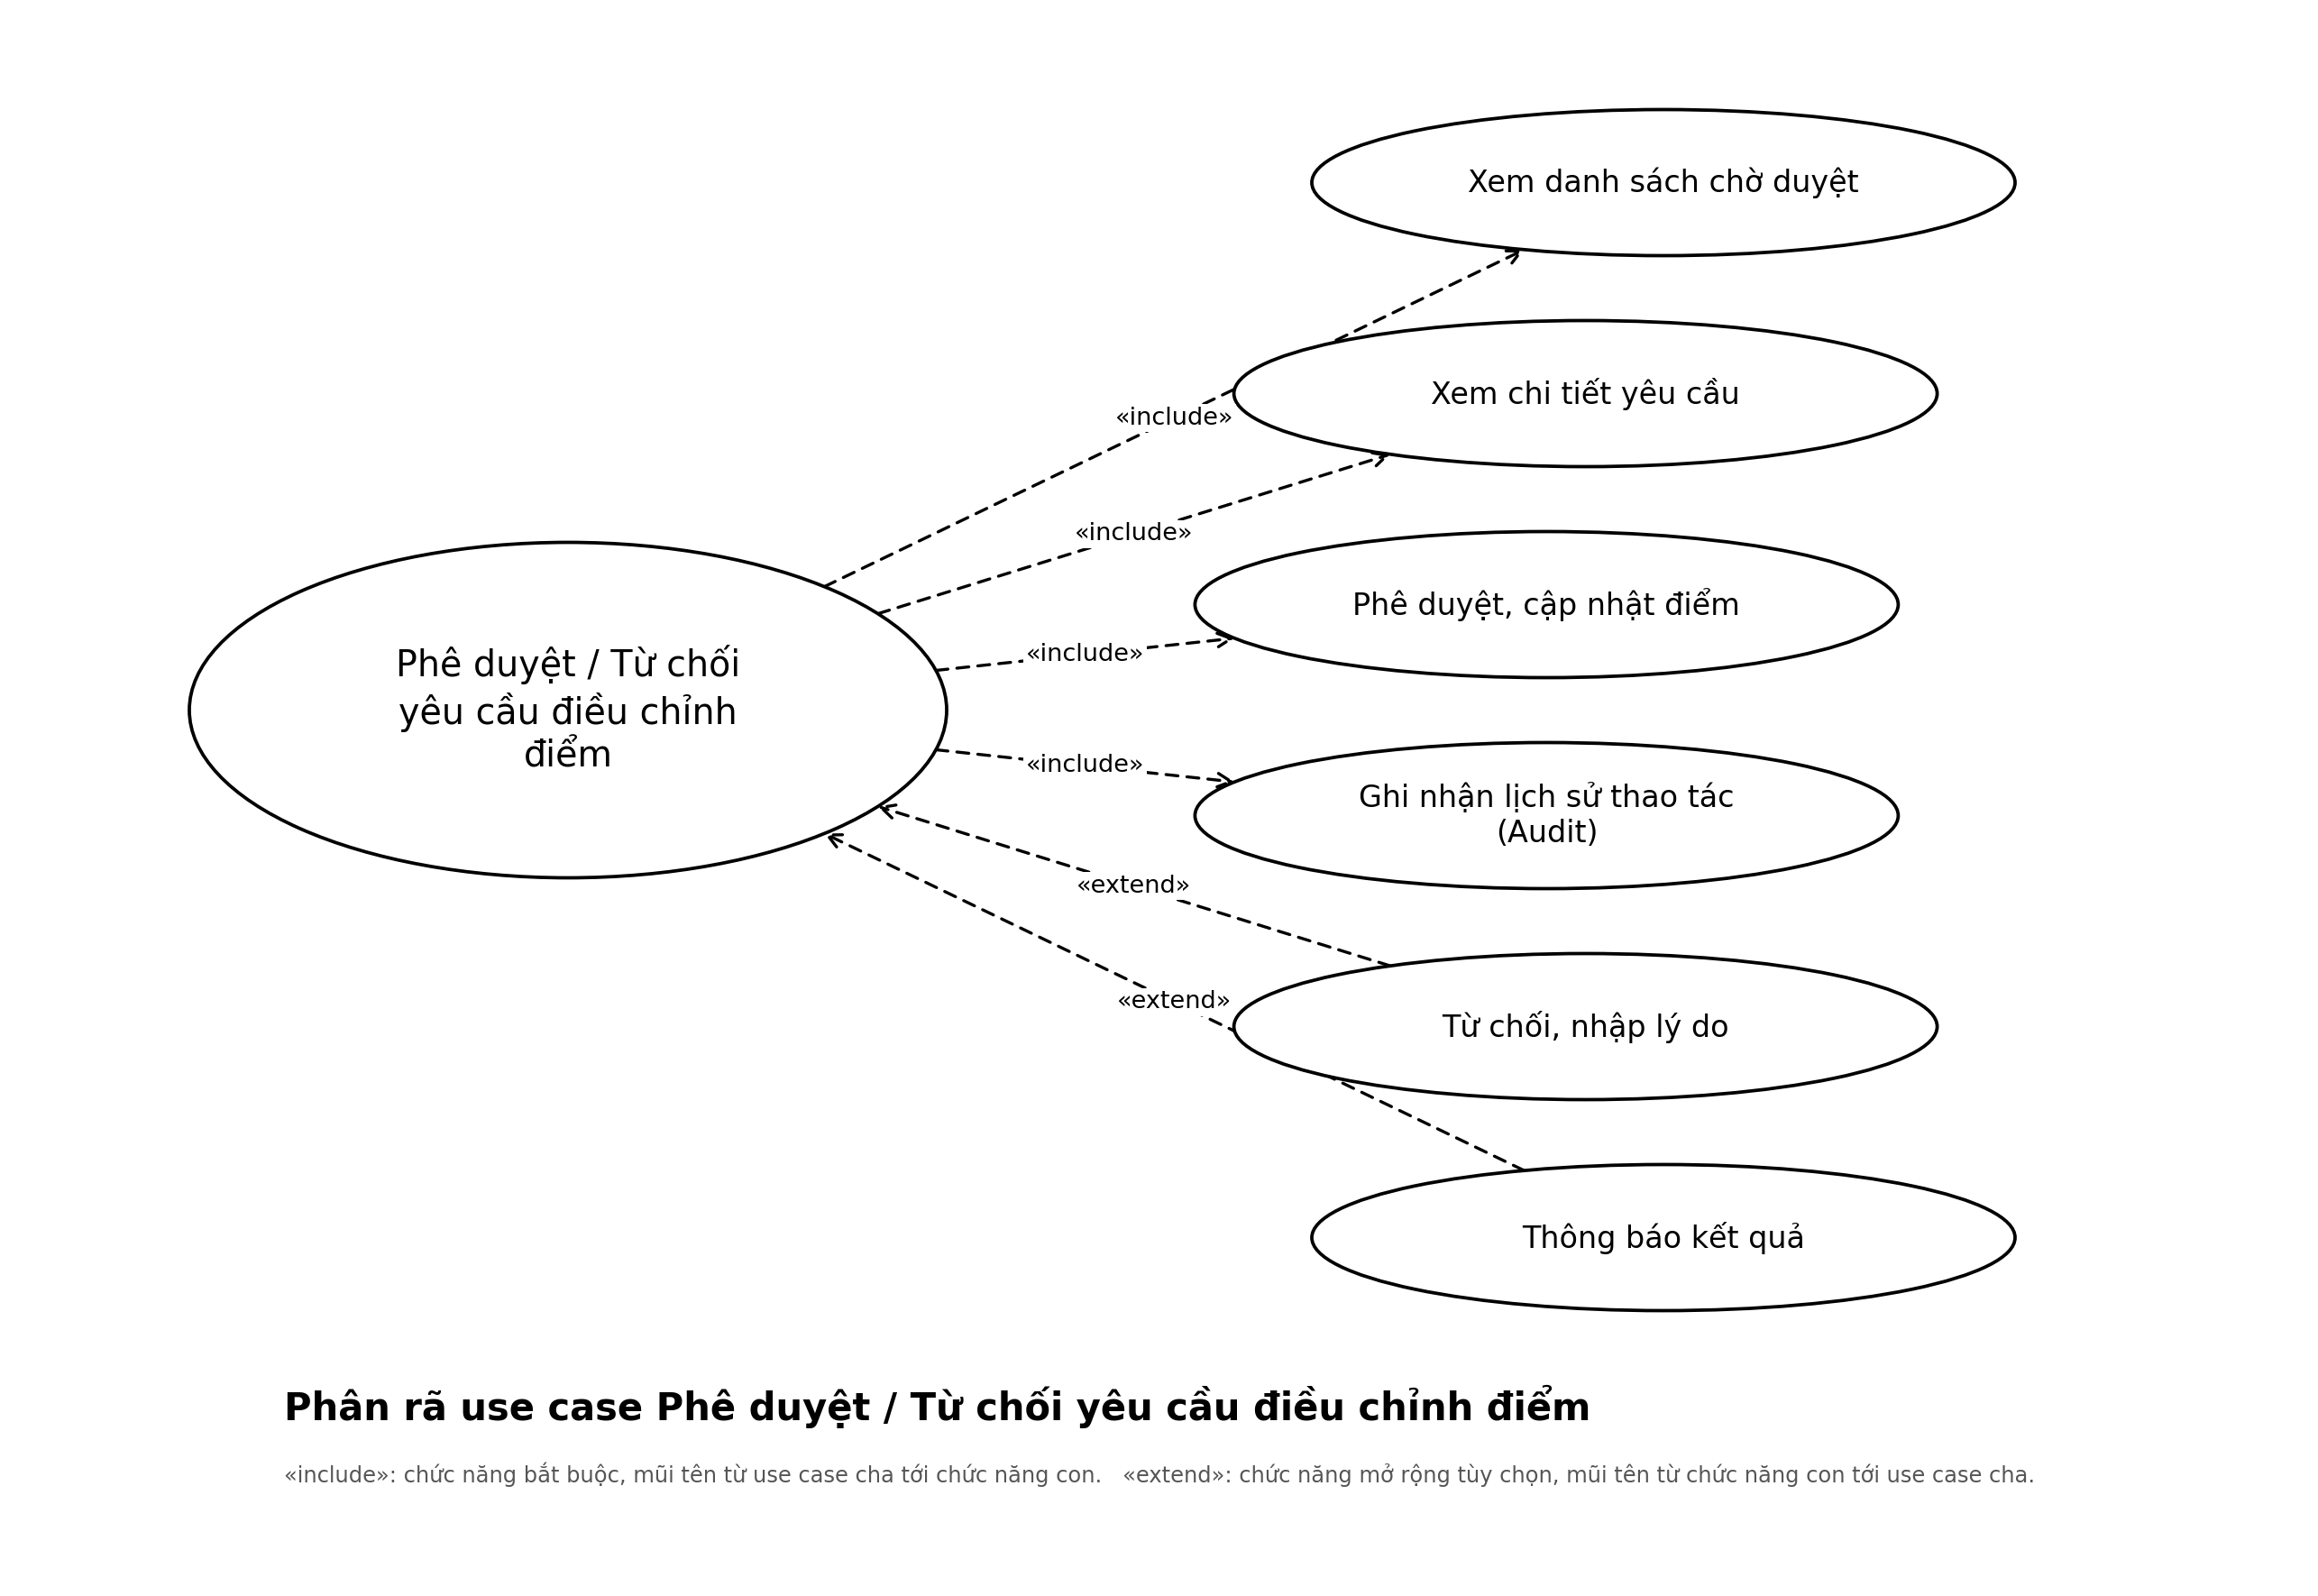 Xem danh sách chờ duyệt
Xem chi tiết yêu cầu
«include»
«include»
Phê duyệt, cập nhật điểm
«include»
Phê duyệt / Từ chối
yêu cầu điều chỉnh
điểm
«include»
Ghi nhận lịch sử thao tác
(Audit)
«extend»
«extend»
Từ chối, nhập lý do
Thông báo kết quả
Phân rã use case Phê duyệt / Từ chối yêu cầu điều chỉnh điểm
«include»: chức năng bắt buộc, mũi tên từ use case cha tới chức năng con. «extend»: chức năng mở rộng tùy chọn, mũi tên từ chức năng con tới use case cha.